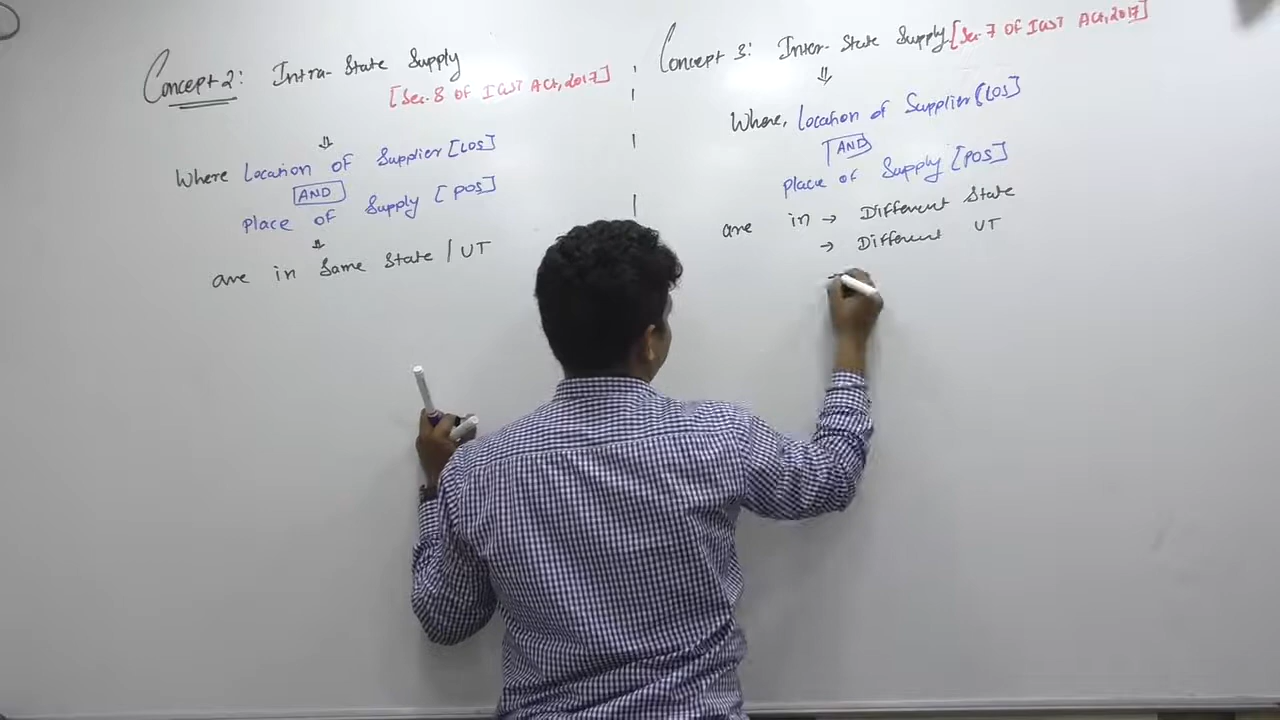 Concept 2: Intra-State Supply
[Sec. 8 OF IGST Act, 2017]
⇓
Where Location of Supplier [LOS]
AND
Place of Supply [POS]
⇓
are in Same State / UT
Concept 3: Inter-State Supply [Sec. 7 OF IGST Act, 2017]
⇓
Where, Location of Supplier [LOS]
AND
Place of Supply [POS]
are in → Different State
→ Different UT